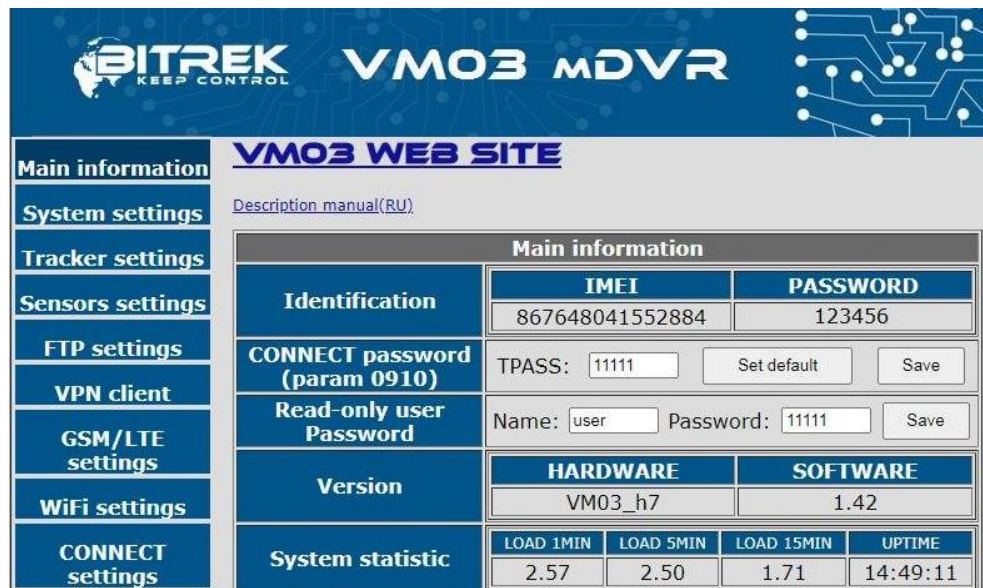 BITREK
KEEP CONTROL
VM03 MDVR
Main information
System settings
Tracker settings
Sensors settings
FTP settings
VPN client
GSM/LTE
settings
WiFi settings
CONNECT
settings
VM03 WEB SITE
Description manual(RU)
Main information
Identification
IMEI PASSWORD
867648041552884 123456
CONNECT password
(param 0910)
TPASS: 11111 Set default Save
Read-only user
Password
Name: user Password: 11111 Save
Version
HARDWARE SOFTWARE
VM03_h7 1.42
System statistic
LOAD 1MIN LOAD 5MIN LOAD 15MIN UPTIME
2.57 2.50 1.71 14:49:11